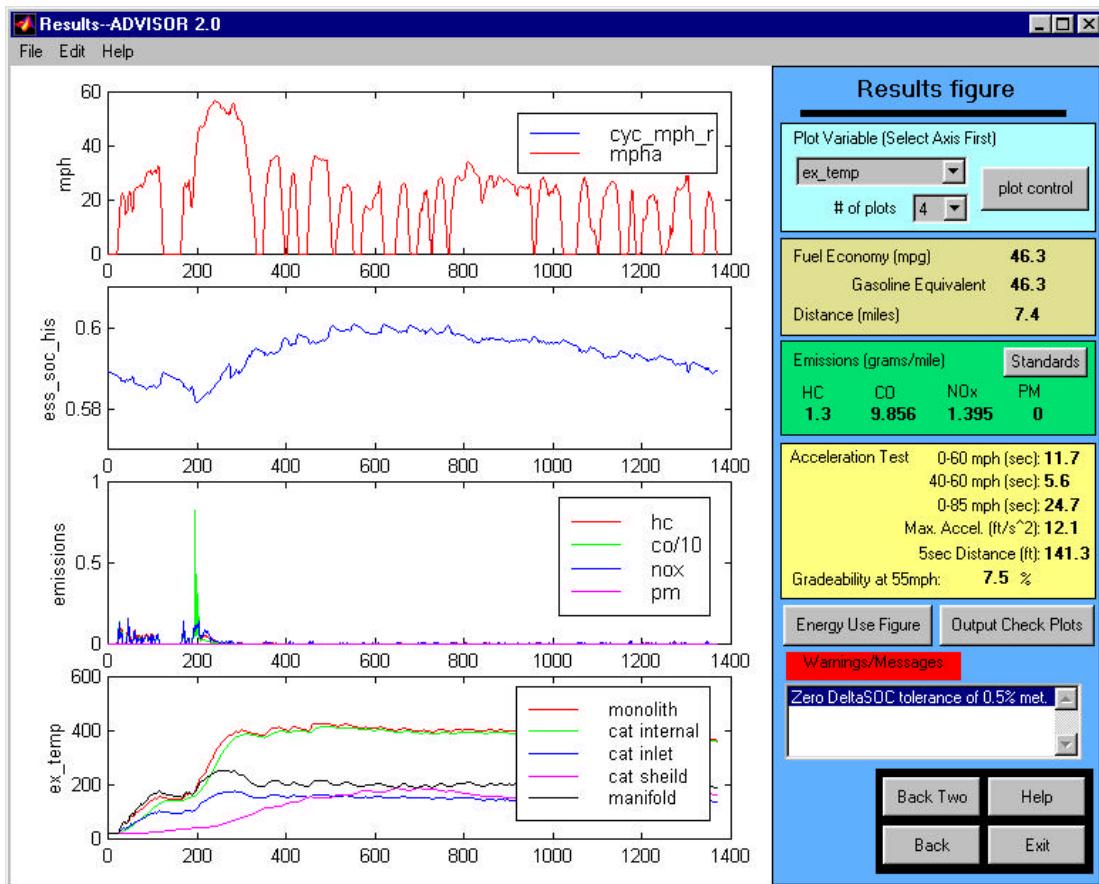 Results--ADVISOR 2.0
File Edit Help
60
40
20
0
mph
cyc_mph_r
mpha
0 200 400 600 800 1000 1200 1400
0.6
0.58
ess_soc_his
0 200 400 600 800 1000 1200 1400
1
0.5
0
emissions
hc
co/10
nox
pm
0 200 400 600 800 1000 1200 1400
600
400
200
0
ex_temp
monolith
cat internal
cat inlet
cat sheild
manifold
0 200 400 600 800 1000 1200 1400
Results figure
Plot Variable (Select Axis First)
ex_temp
# of plots 4
plot control
Fuel Economy (mpg) 46.3
Gasoline Equivalent 46.3
Distance (miles) 7.4
Emissions (grams/mile) Standards
HC CO NOx PM
1.3 9.856 1.395 0
Acceleration Test 0-60 mph (sec): 11.7
40-60 mph (sec): 5.6
0-85 mph (sec): 24.7
Max. Accel. (ft/s^2): 12.1
5sec Distance (ft): 141.3
Gradeability at 55mph: 7.5 %
Energy Use Figure Output Check Plots
Warnings/Messages
Zero DeltaSOC tolerance of 0.5% met.
Back Two Help
Back Exit